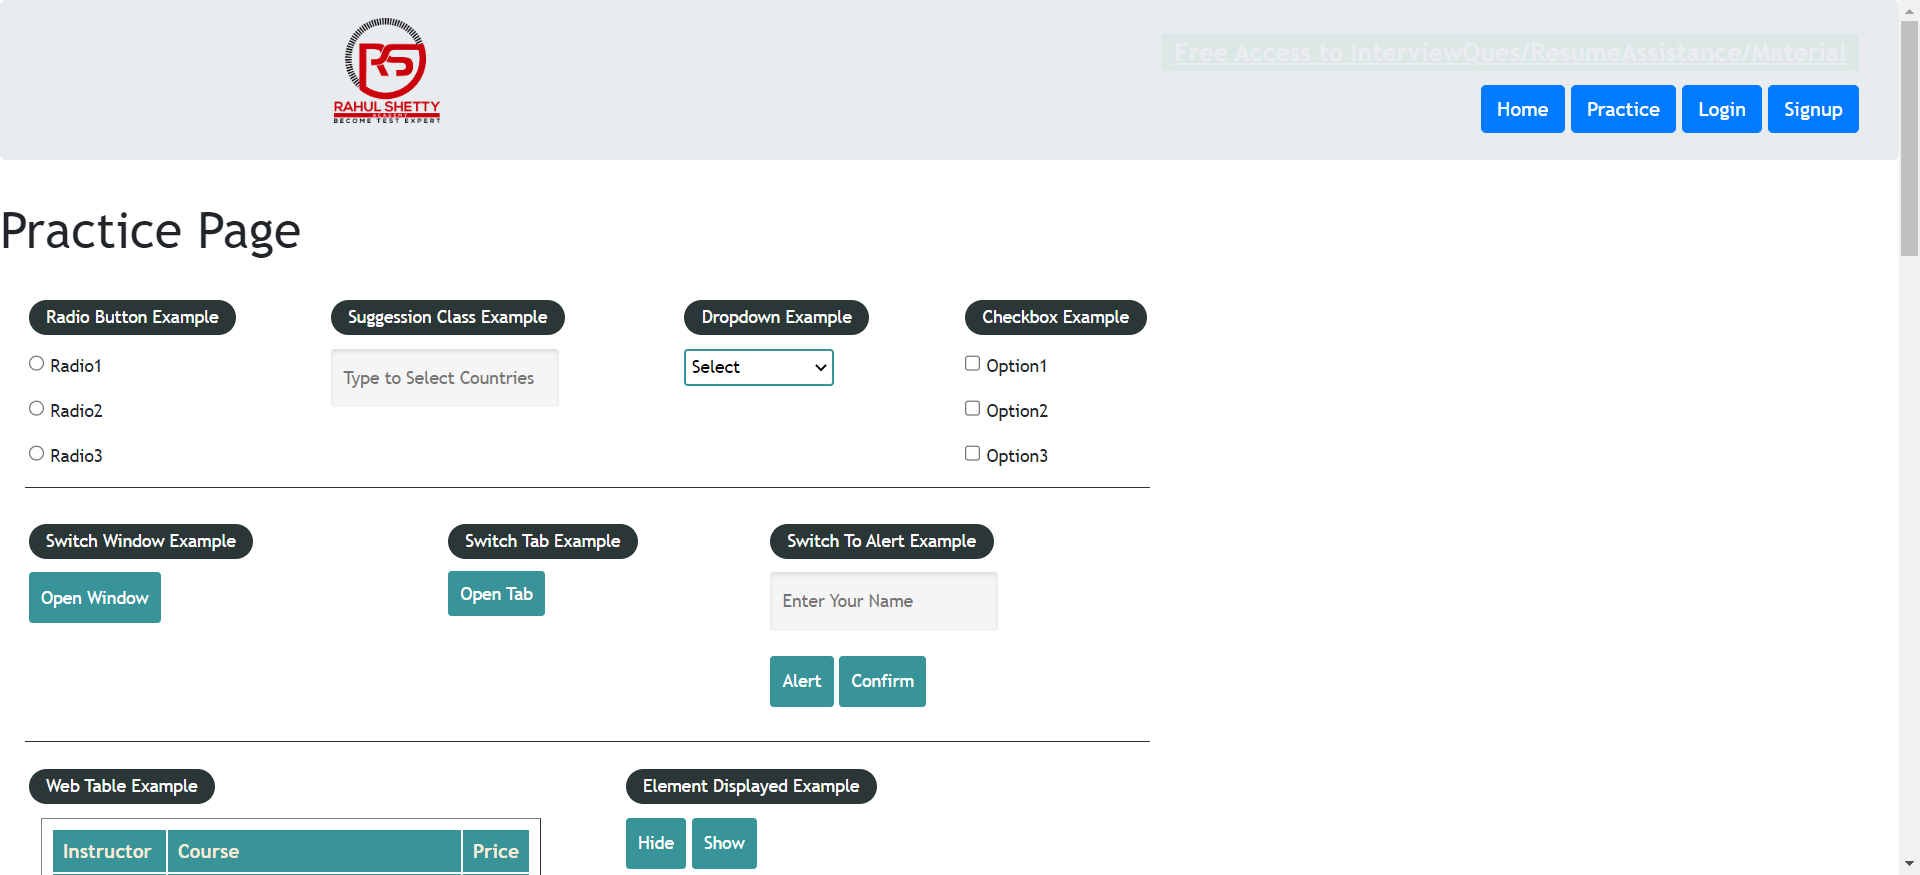 RAHUL SHETTY
ACADEMY
BECOME TEST EXPERT
Free Access to InterviewQues/ResumeAssistance/Material
Home Practice Login Signup
Practice Page
Radio Button Example Suggession Class Example Dropdown Example Checkbox Example
Radio1 Type to Select Countries Select Option1
Radio2 Option2
Radio3 Option3
Switch Window Example Switch Tab Example Switch To Alert Example
Open Window Open Tab Enter Your Name
Alert Confirm
Web Table Example Element Displayed Example
Instructor Course Price Hide Show